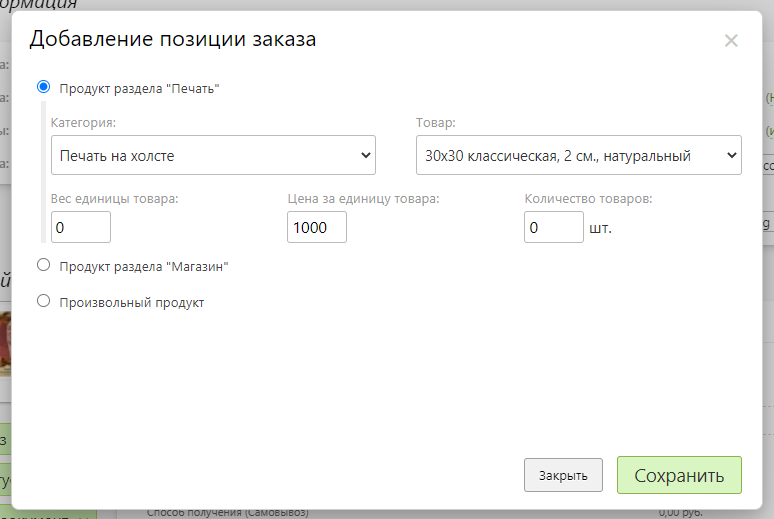 ормация
Добавление позиции заказа
Продукт раздела "Печать"
Категория:
Товар:
Печать на холсте
30x30 классическая, 2 см., натуральный
Вес единицы товара:
Цена за единицу товара:
Количество товаров:
0
1000
0 шт.
Продукт раздела "Магазин"
Произвольный продукт
Закрыть
Сохранить
Способ получения (Самовывоз)
0,00 руб.